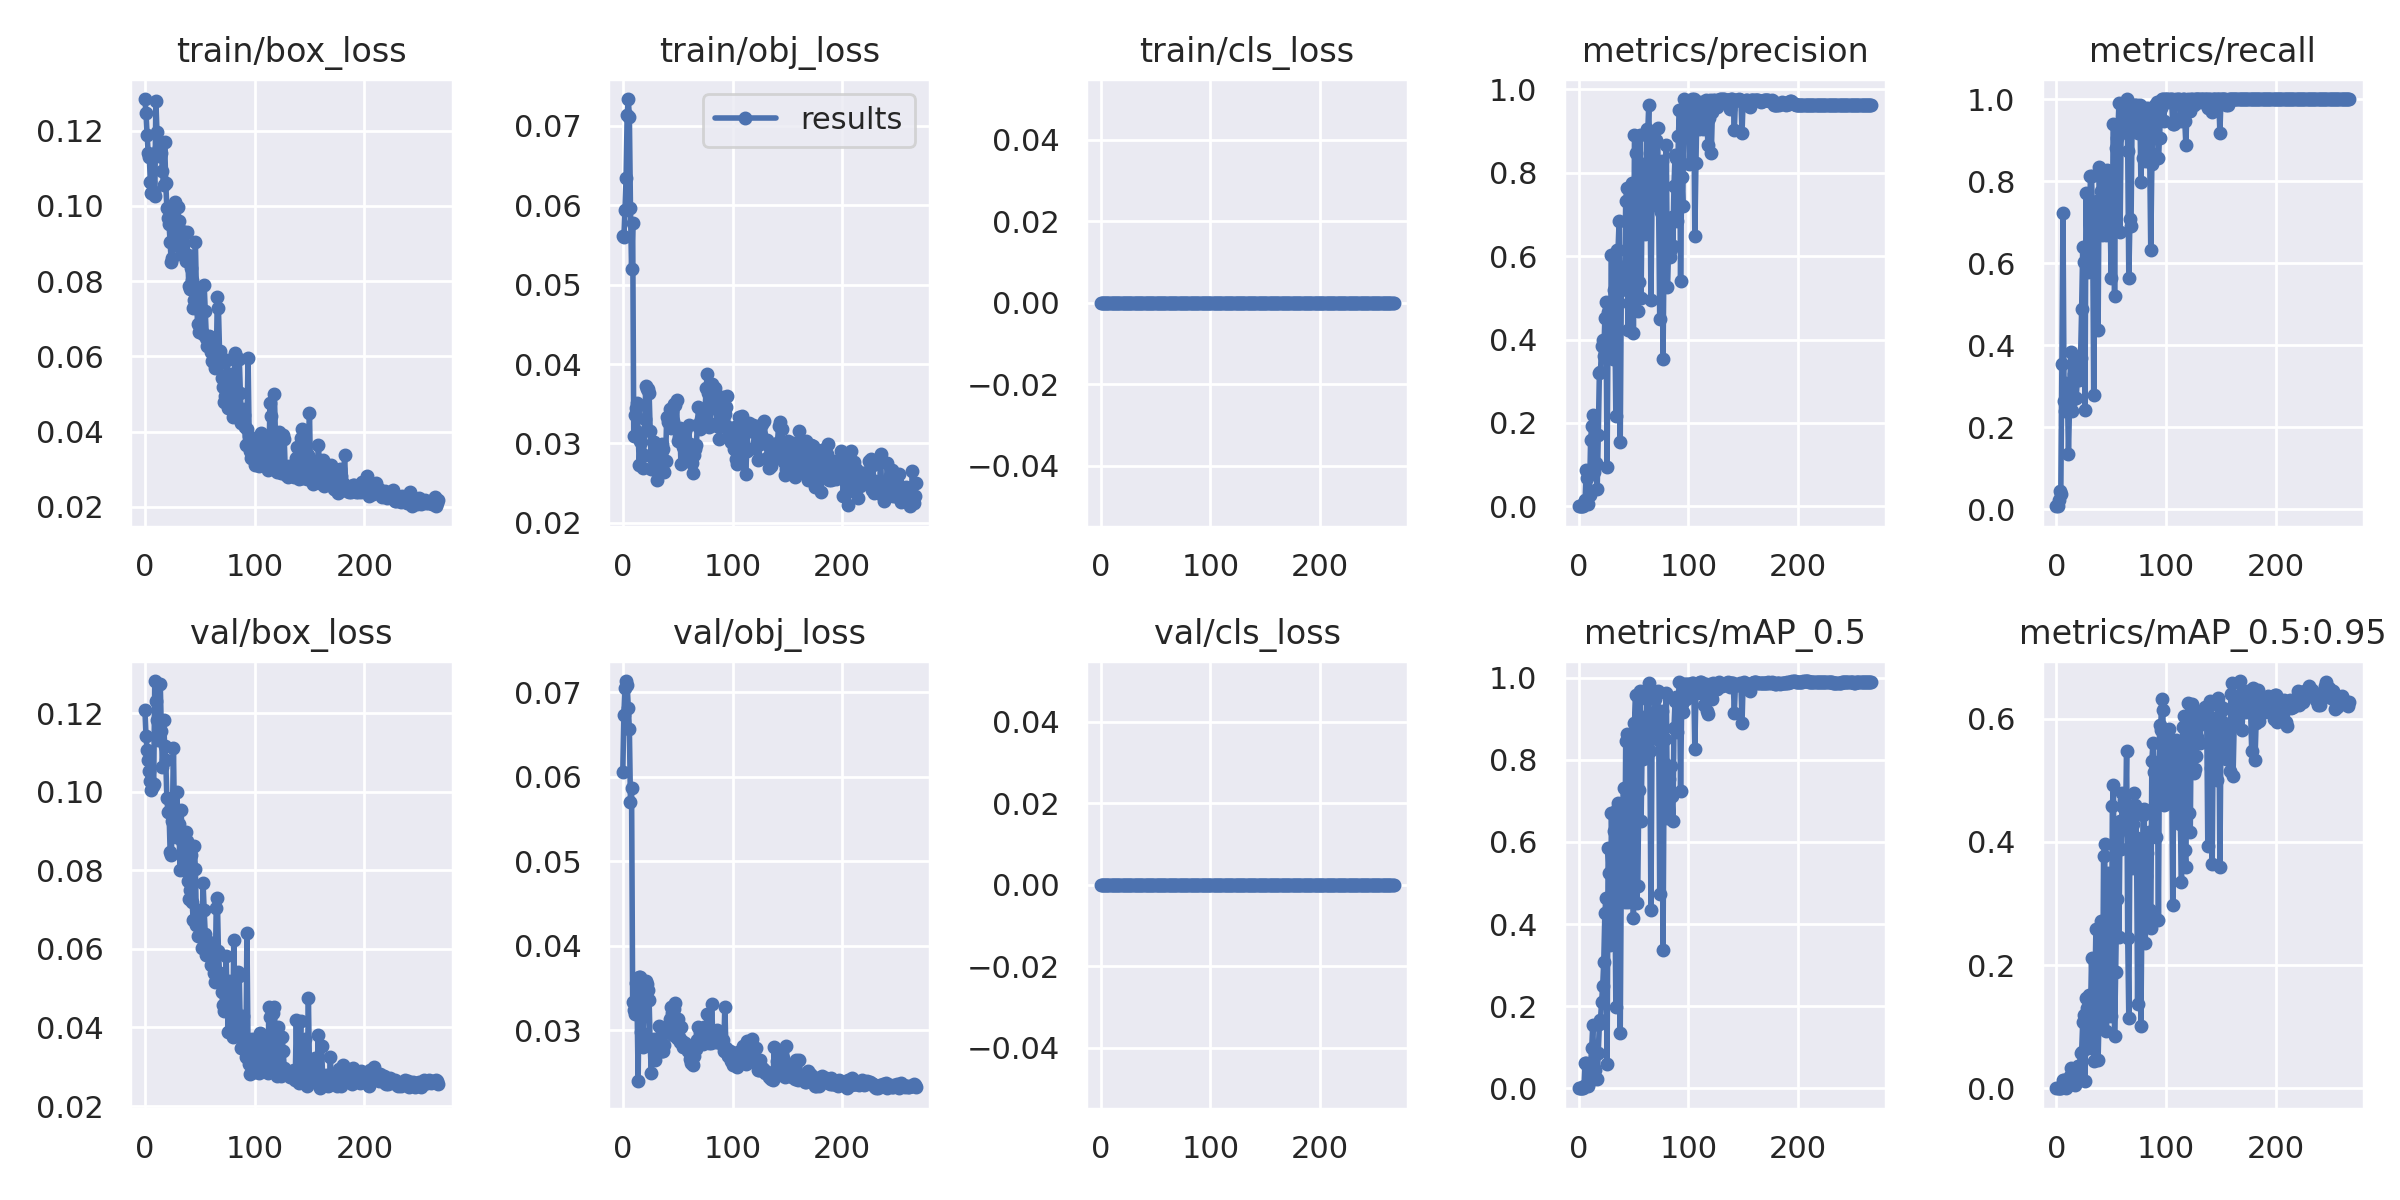 train/box_loss
0.12
0.10
0.08
0.06
0.04
0.02
0 100 200
train/obj_loss
results
0.07
0.06
0.05
0.04
0.03
0.02
0 100 200
train/cls_loss
0.04
0.02
0.00
−0.02
−0.04
0 100 200
metrics/precision
1.0
0.8
0.6
0.4
0.2
0.0
0 100 200
metrics/recall
1.0
0.8
0.6
0.4
0.2
0.0
0 100 200
val/box_loss
0.12
0.10
0.08
0.06
0.04
0.02
0 100 200
val/obj_loss
0.07
0.06
0.05
0.04
0.03
0 100 200
val/cls_loss
0.04
0.02
0.00
−0.02
−0.04
0 100 200
metrics/mAP_0.5
1.0
0.8
0.6
0.4
0.2
0.0
0 100 200
metrics/mAP_0.5:0.95
0.6
0.4
0.2
0.0
0 100 200